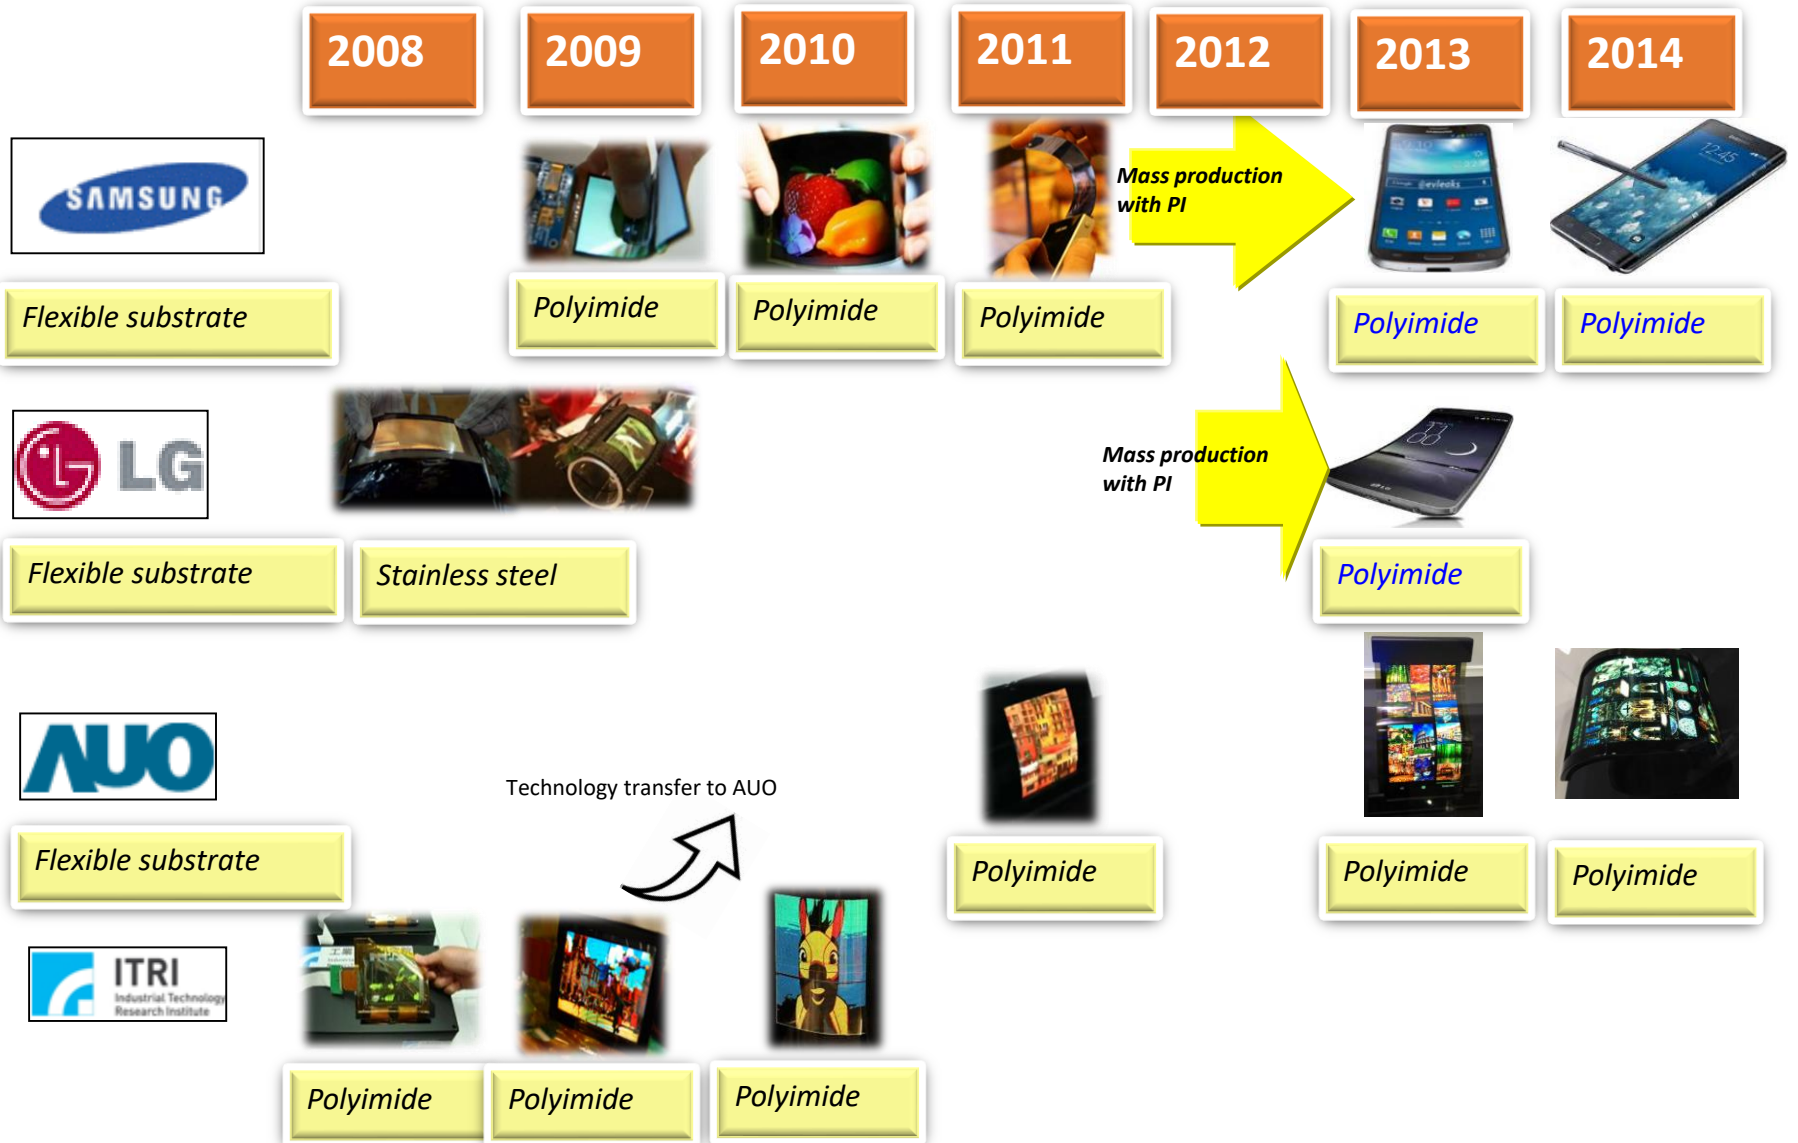 2008
2009
2010
2011
2012
2013
2014
SAMSUNG
Mass production
with PI
12:45
Flexible substrate
Polyimide
Polyimide
Polyimide
Polyimide
Polyimide
LG
Mass production
with PI
Flexible substrate
Stainless steel
Polyimide
AUO
Technology transfer to AUO
Flexible substrate
Polyimide
Polyimide
Polyimide
ITRI
Industrial Technology
Research Institute
Polyimide
Polyimide
Polyimide